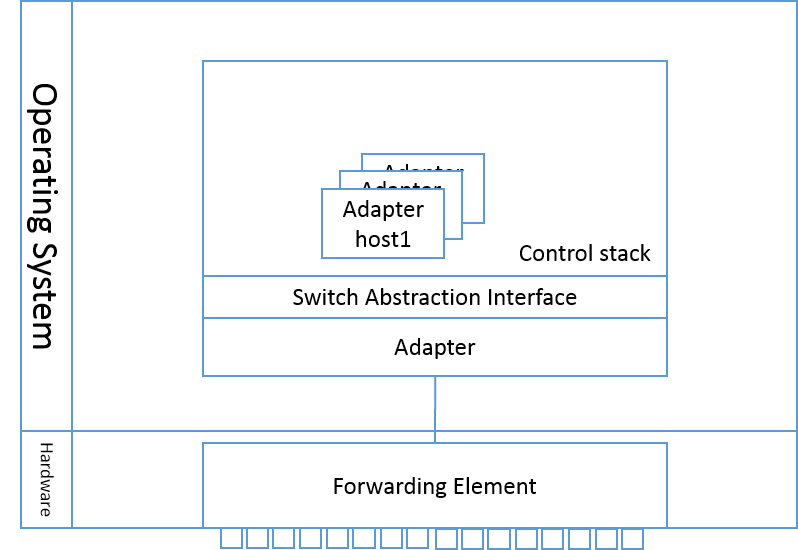 Operating System
Adapter
Adapter
Adapter
host1
Control stack
Switch Abstraction Interface
Adapter
Hardware
Forwarding Element